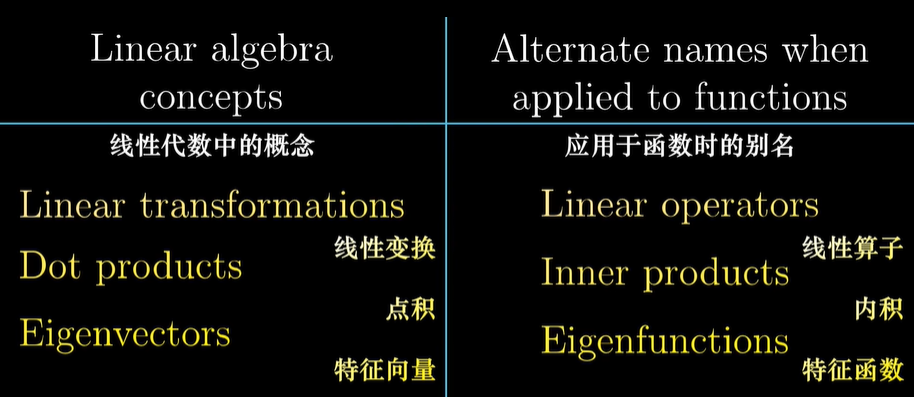 Linear algebra
concepts
线性代数中的概念
Linear transformations
线性变换
Dot products
点积
Eigenvectors
特征向量
Alternate names when
applied to functions
应用于函数时的别名
Linear operators
线性算子
Inner products
内积
Eigenfunctions
特征函数